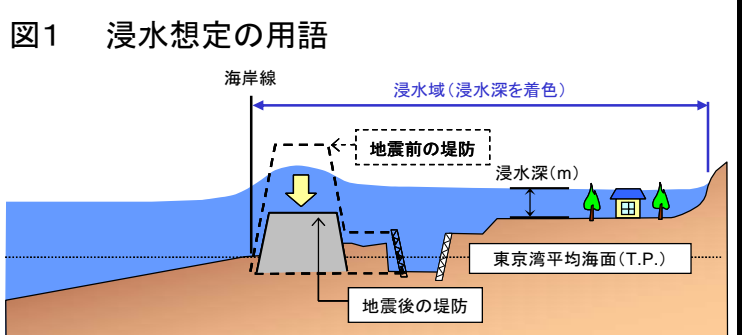 図1 浸水想定の用語
海岸線
浸水域(浸水深を着色)
地震前の堤防
浸水深(m)
東京湾平均海面(T.P.)
地震後の堤防